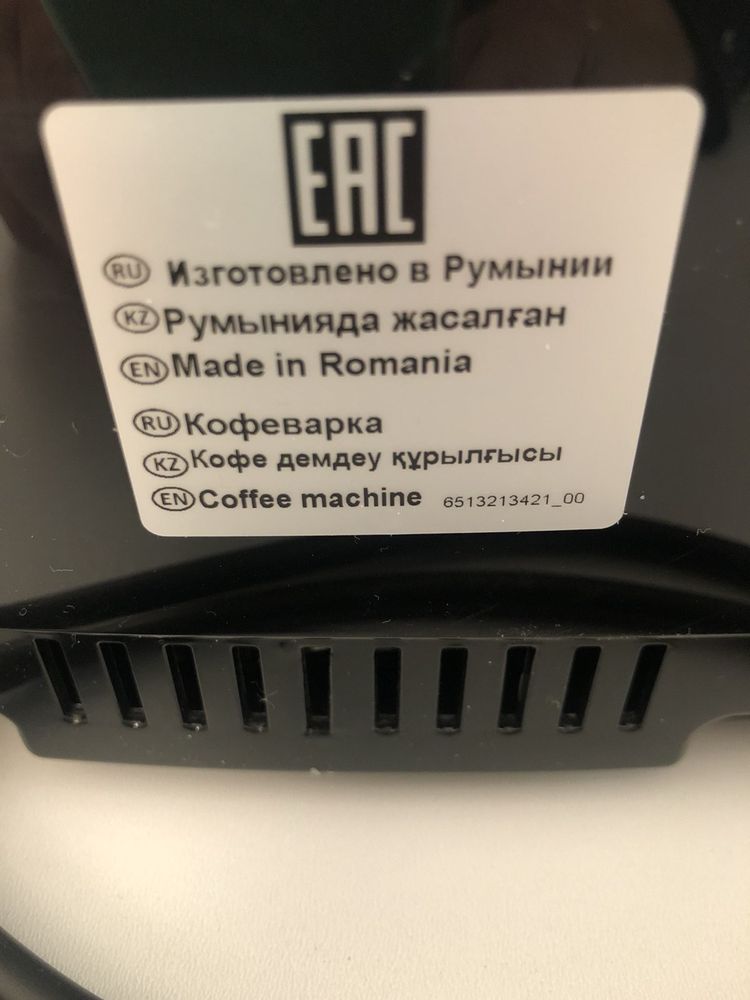 EAC
RU Изготовлено в Румынии
KZ Румынияда жасалған
EN Made in Romania
RU Кофеварка
KZ Кофе демдеу құрылғысы
EN Coffee machine 6513213421_00